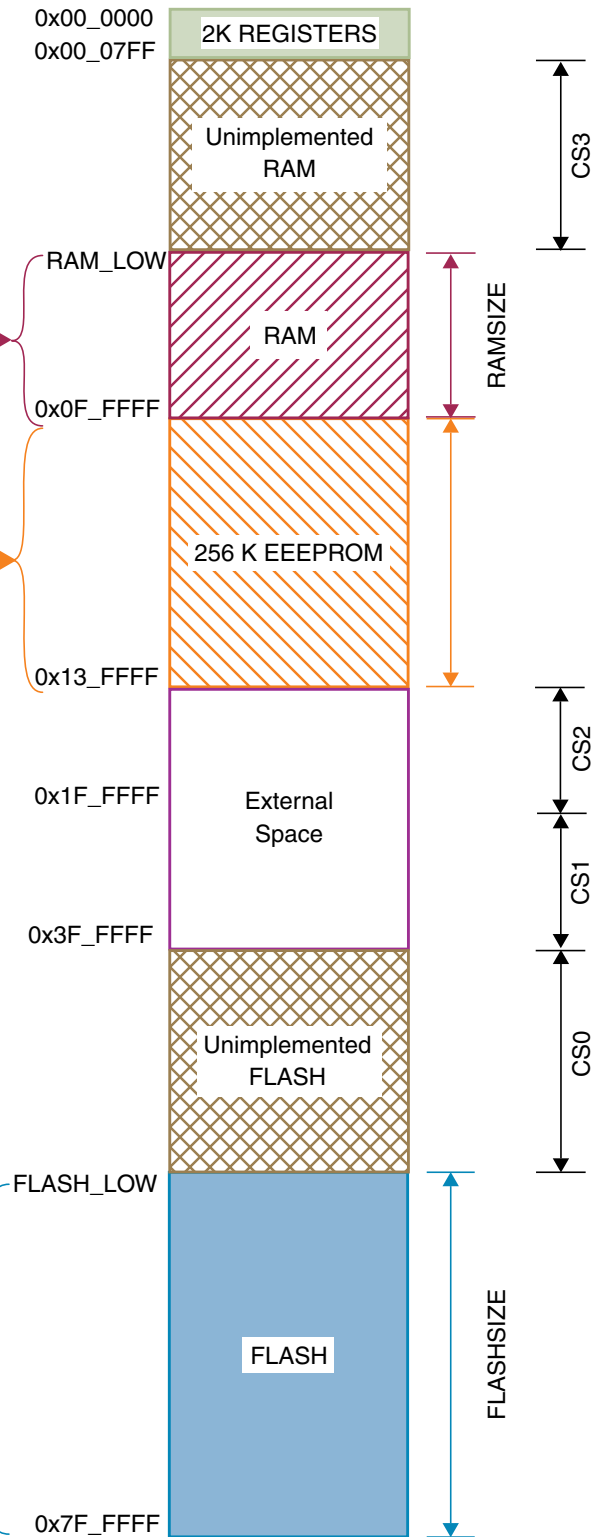 0x00_0000
2K REGISTERS
0x00_07FF
Unimplemented
RAM
CS3
RAM_LOW
RAM
RAMSIZE
0x0F_FFFF
256 K EEEPROM
0x13_FFFF
CS2
0x1F_FFFF
External
Space
CS1
0x3F_FFFF
Unimplemented
FLASH
CS0
FLASH_LOW
FLASH
FLASHSIZE
0x7F_FFFF